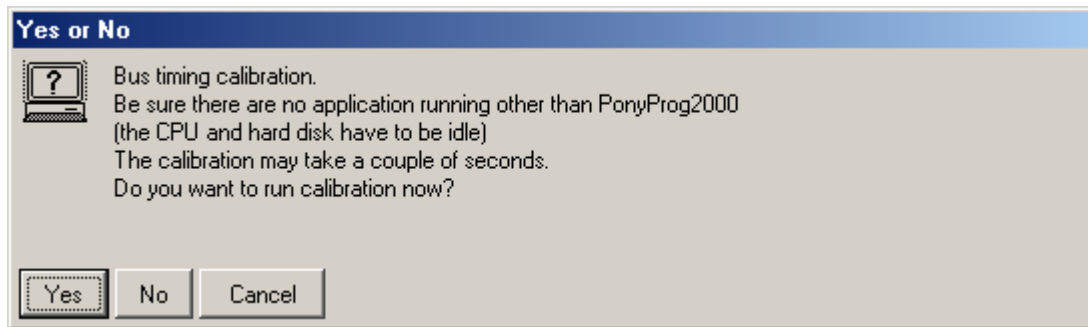 Yes or No
?
Bus timing calibration.
Be sure there are no application running other than PonyProg2000
(the CPU and hard disk have to be idle)
The calibration may take a couple of seconds.
Do you want to run calibration now?
Yes No Cancel